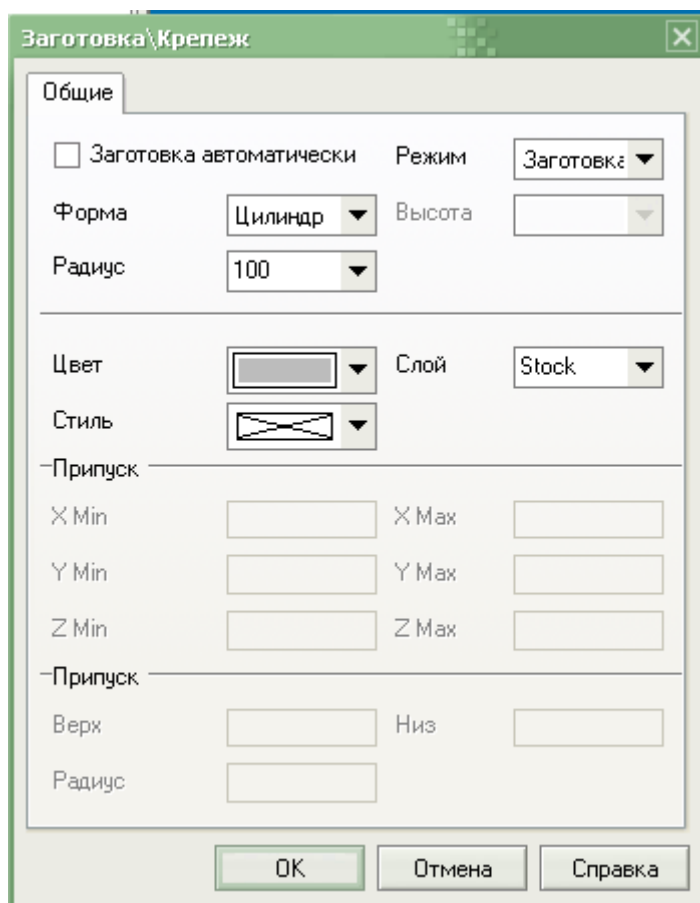 Заготовка\Крепеж
Общие
Заготовка автоматически Режим Заготовка
Форма Цилиндр Высота
Радиус 100
Цвет Слой Stock
Стиль
Припуск
X Min X Max
Y Min Y Max
Z Min Z Max
Припуск
Верх Низ
Радиус
OK Отмена Справка